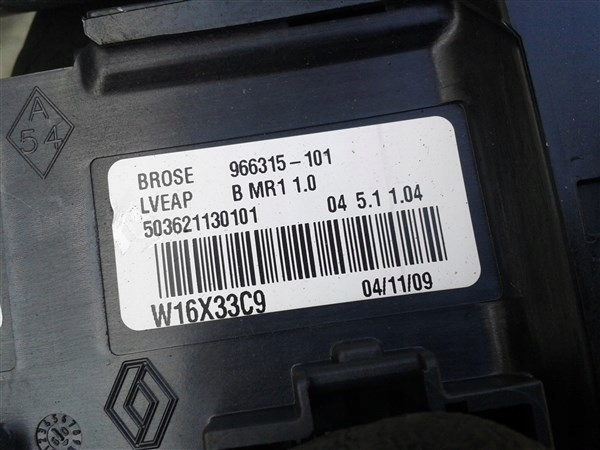 A
54
BROSE 966315-101
LVEAP B MR1 1.0
503621130101 04 5.1 1.04
W16X33C9 04/11/09